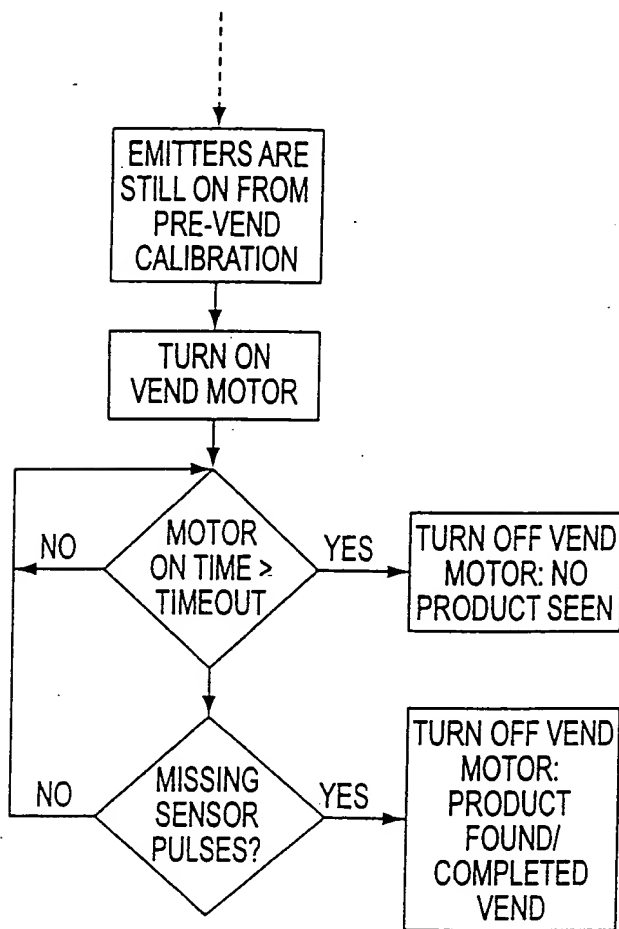 EMITTERS ARE
STILL ON FROM
PRE-VEND
CALIBRATION
TURN ON
VEND MOTOR
NO
MOTOR
ON TIME >
TIMEOUT
YES
TURN OFF VEND
MOTOR: NO
PRODUCT SEEN
NO
MISSING
SENSOR
PULSES?
YES
TURN OFF VEND
MOTOR:
PRODUCT
FOUND/
COMPLETED
VEND